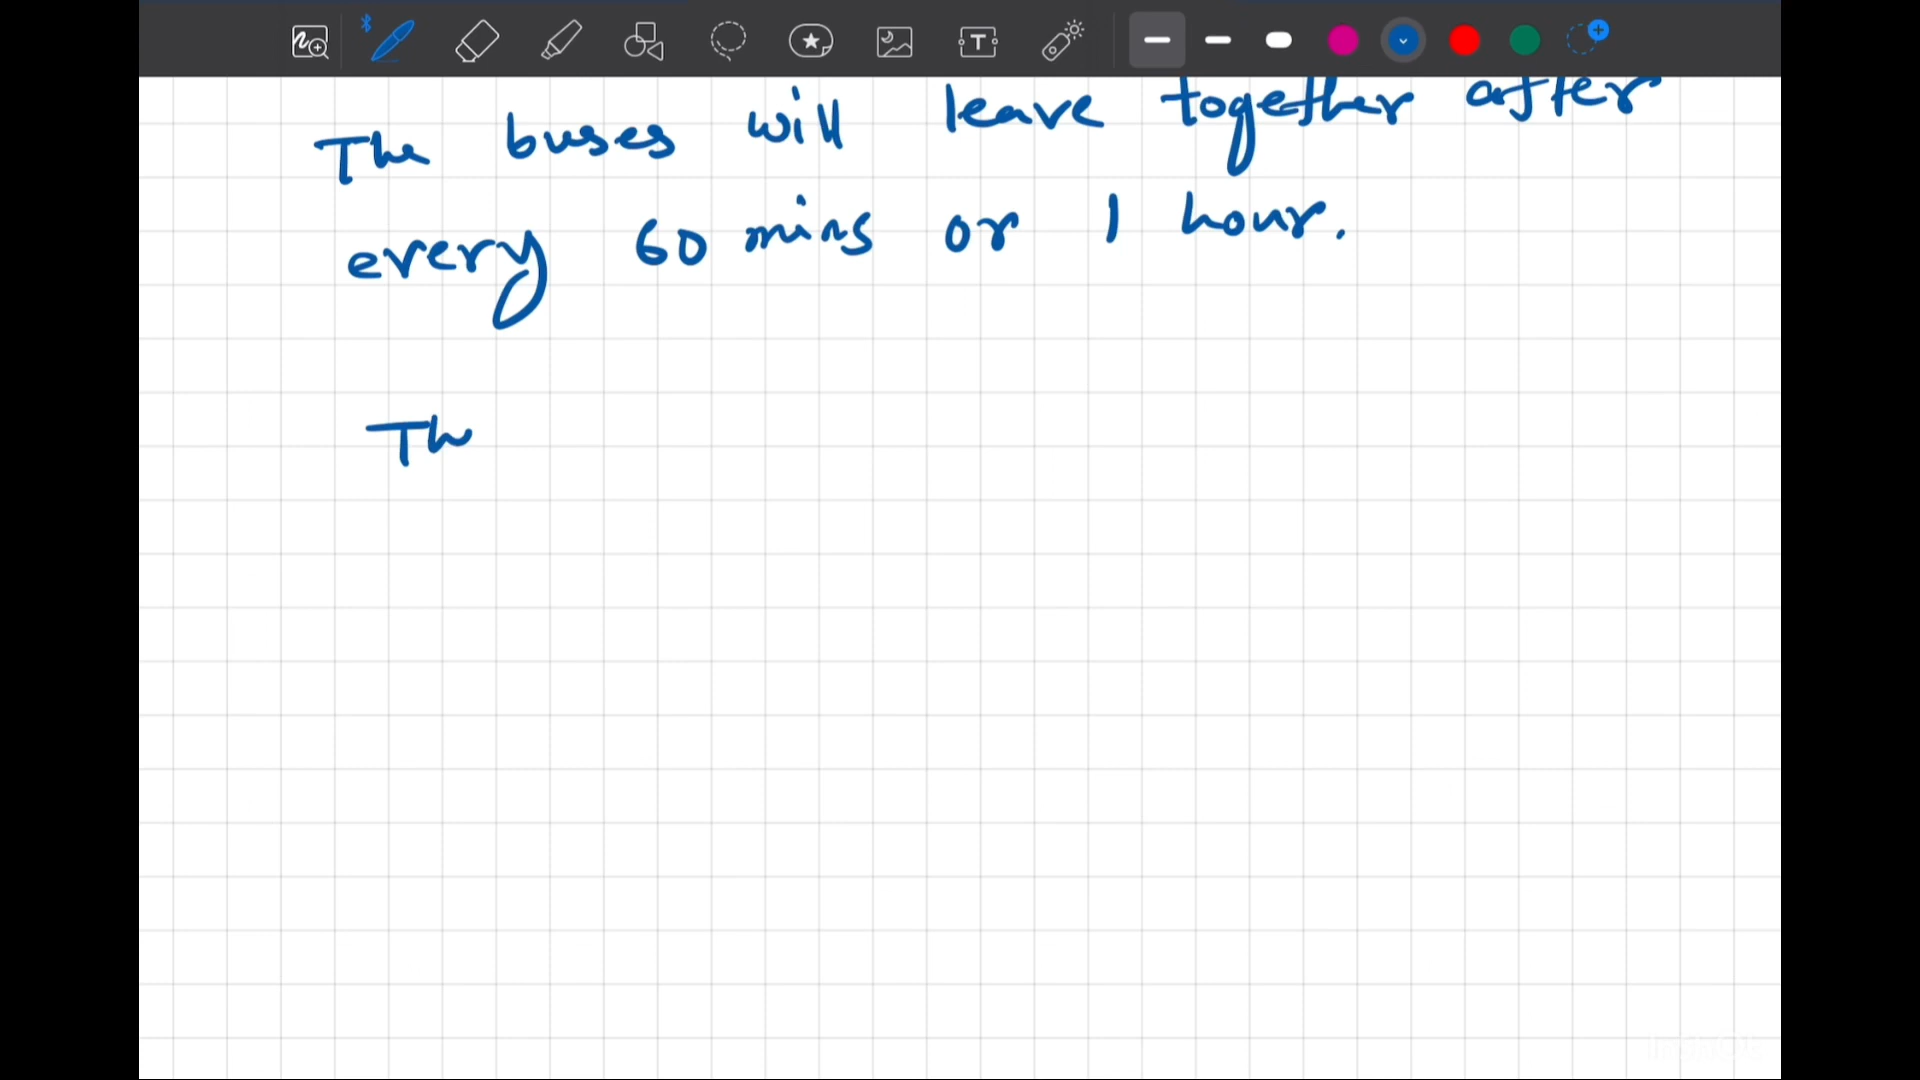 The buses will leave together after
every 60 mins or 1 hour.
Th